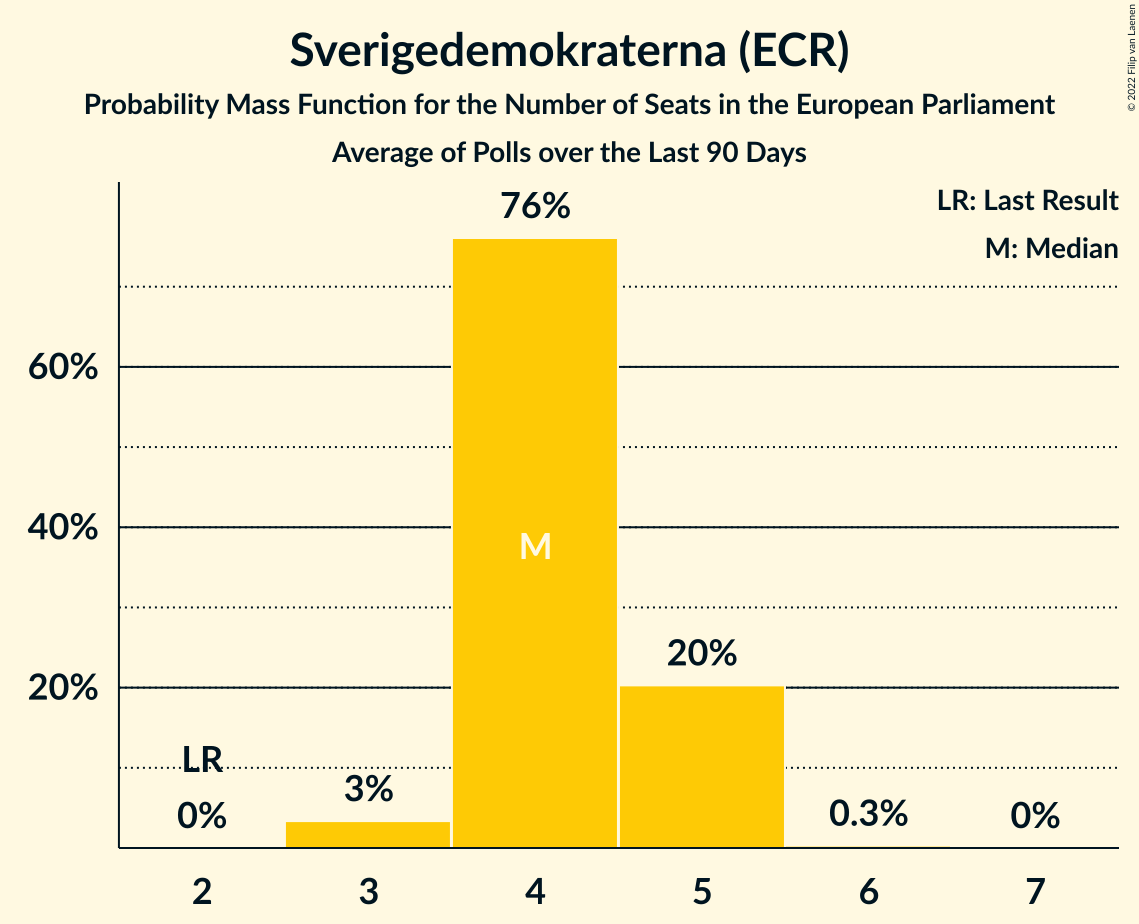 Sverigedemokraterna (ECR)
Probability Mass Function for the Number of Seats in the European Parliament
Average of Polls over the Last 90 Days
© 2022 Filip van Laenen
LR: Last Result
M: Median
76%
60%
40%
M
20%
20%
LR
3%
0%
0.3%
0%
2 3 4 5 6 7